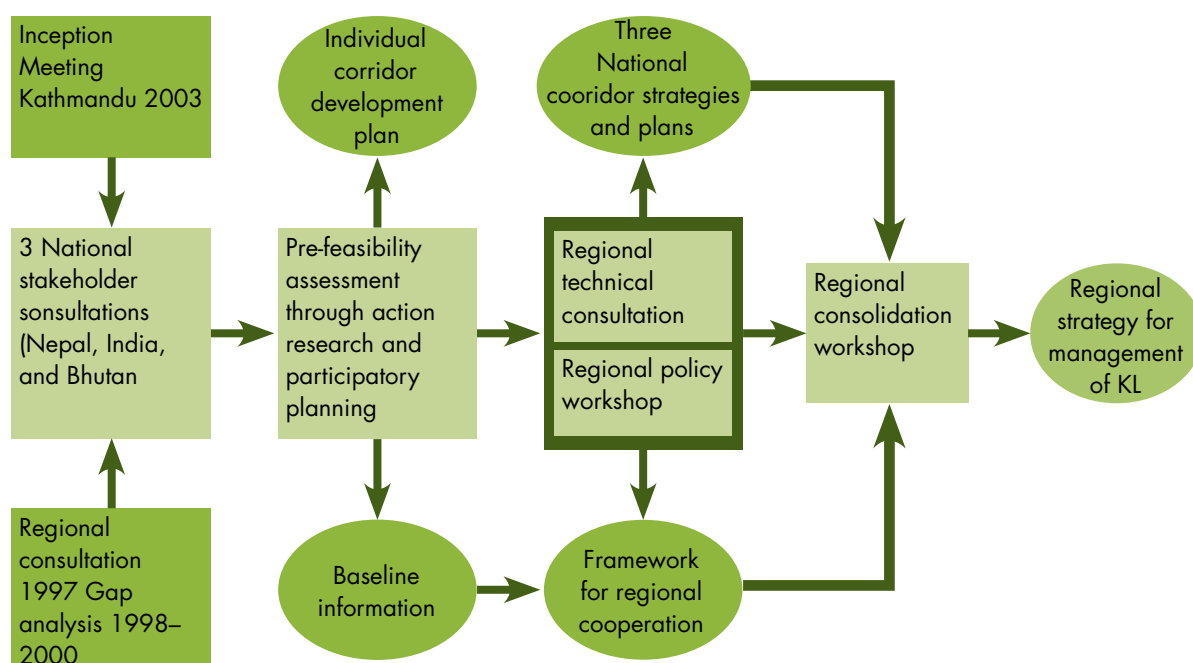 Inception
Meeting
Kathmandu 2003
Individual
corridor
development
plan
Three
National
cooridor strategies
and plans
3 National
stakeholder
sonsultations
(Nepal, India,
and Bhutan
Pre-feasibility
assessment
through action
research and
participatory
planning
Regional
technical
consultation
Regional policy
workshop
Regional
consolidation
workshop
Regional
strategy for
management
of KL
Regional
consultation
1997 Gap
analysis 1998–
2000
Baseline
information
Framework
for regional
cooperation